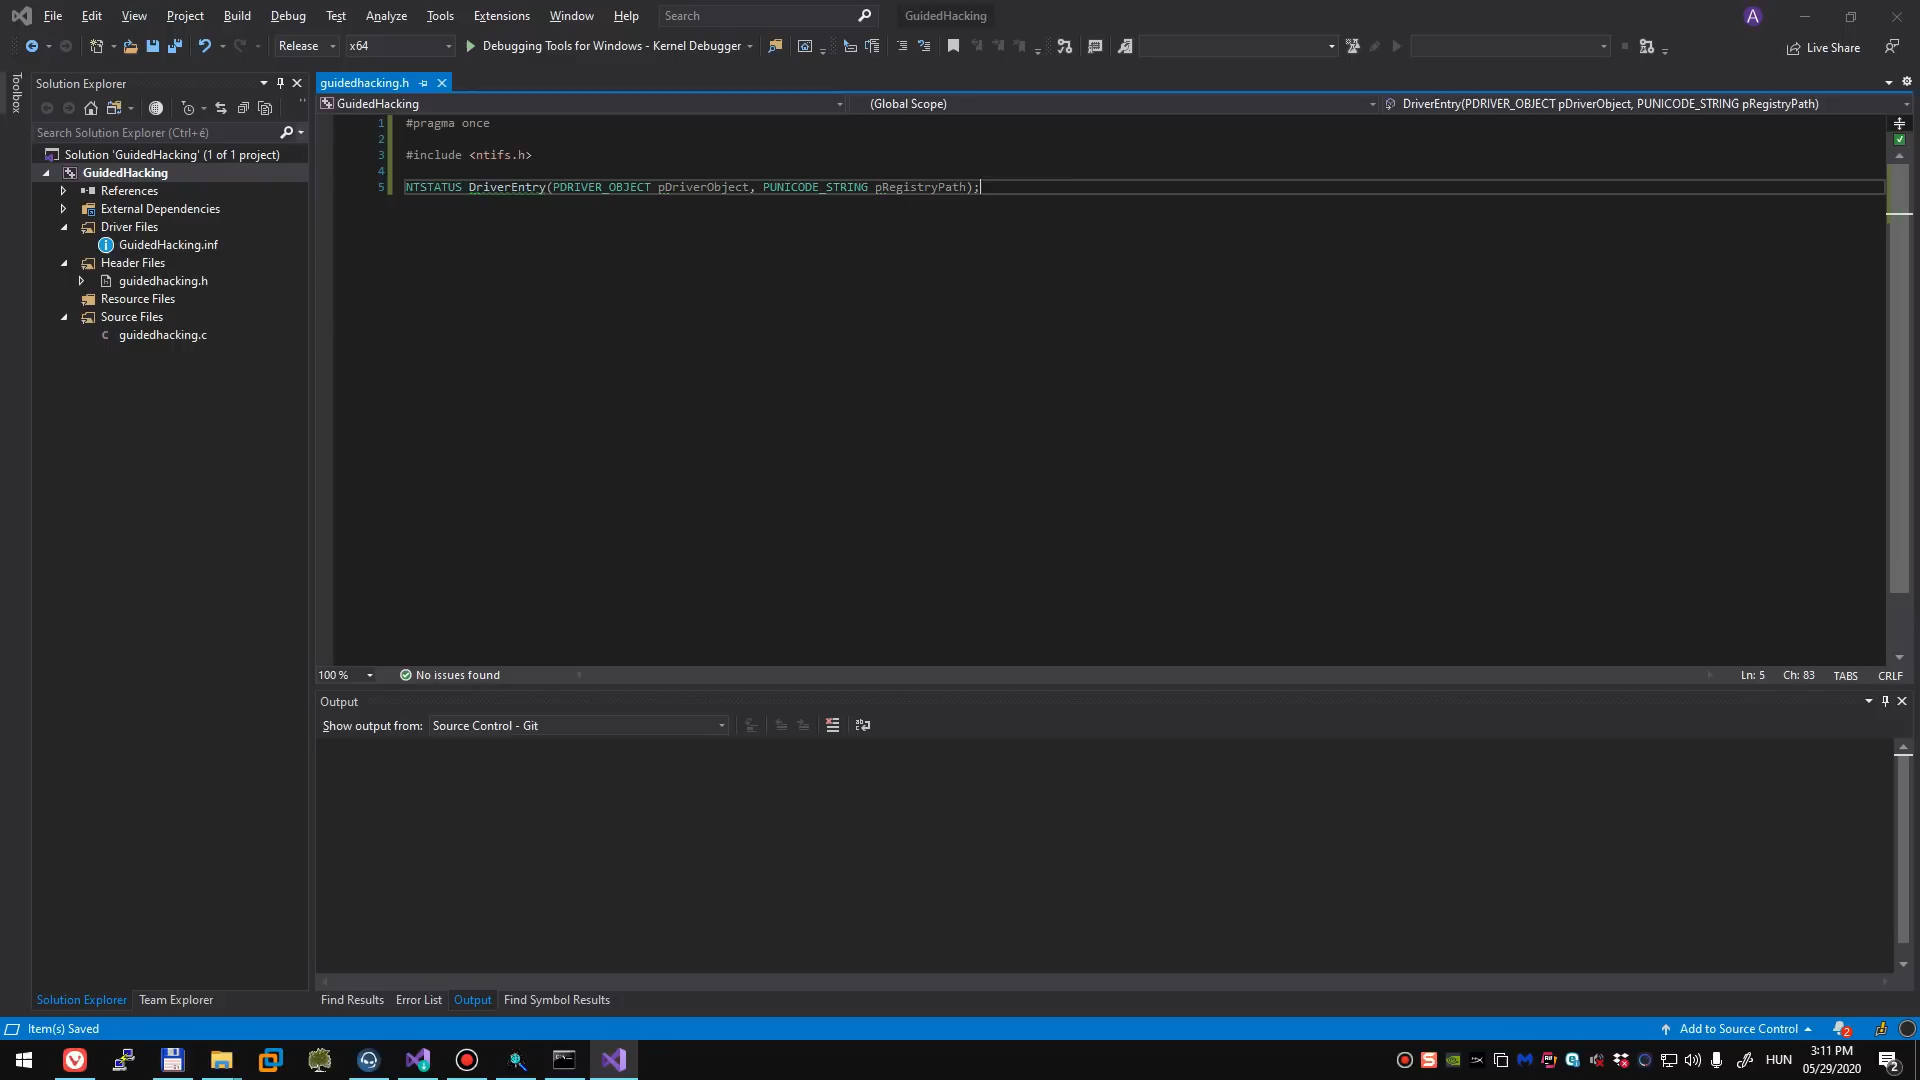 File Edit View Project Build Debug Test Analyze Tools Extensions Window Help Search GuidedHacking A
Release x64 Debugging Tools for Windows - Kernel Debugger Live Share
Toolbox
Solution Explorer
Search Solution Explorer (Ctrl+é)
Solution 'GuidedHacking' (1 of 1 project)
GuidedHacking
References
External Dependencies
Driver Files
GuidedHacking.inf
Header Files
guidedhacking.h
Resource Files
Source Files
guidedhacking.c
guidedhacking.h
GuidedHacking (Global Scope) DriverEntry(PDRIVER_OBJECT pDriverObject, PUNICODE_STRING pRegistryPath)
1 #pragma once
2
3 #include <ntifs.h>
4
5 NTSTATUS DriverEntry(PDRIVER_OBJECT pDriverObject, PUNICODE_STRING pRegistryPath);
100 % No issues found Ln: 5 Ch: 83 TABS CRLF
Output
Show output from: Source Control - Git
Solution Explorer Team Explorer
Find Results Error List Output Find Symbol Results
Item(s) Saved Add to Source Control 2
HUN 3:11 PM
05/29/2020 2